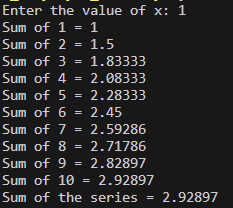 Enter the value of x: 1
Sum of 1 = 1
Sum of 2 = 1.5
Sum of 3 = 1.83333
Sum of 4 = 2.08333
Sum of 5 = 2.28333
Sum of 6 = 2.45
Sum of 7 = 2.59286
Sum of 8 = 2.71786
Sum of 9 = 2.82897
Sum of 10 = 2.92897
Sum of the series = 2.92897